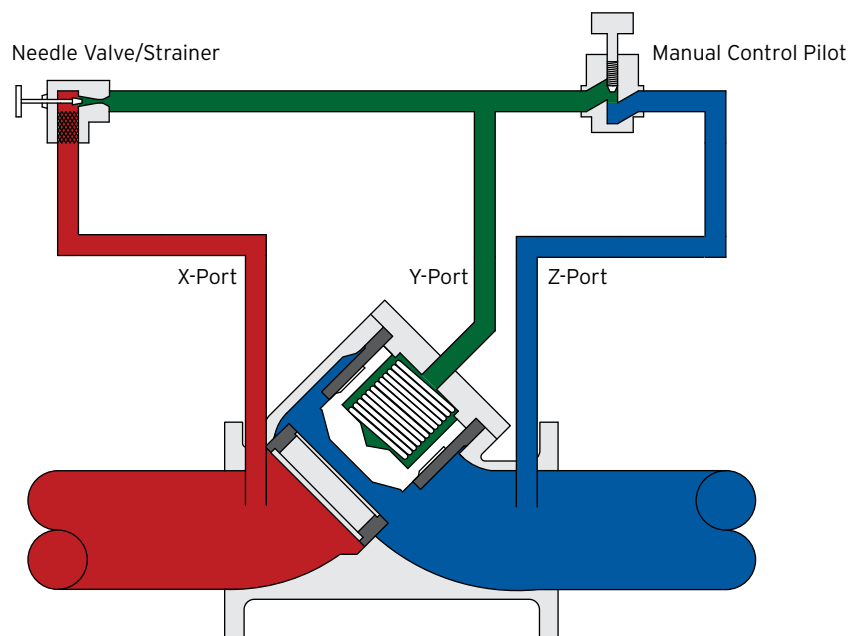 Needle Valve/Strainer
Manual Control Pilot
X-Port
Y-Port
Z-Port